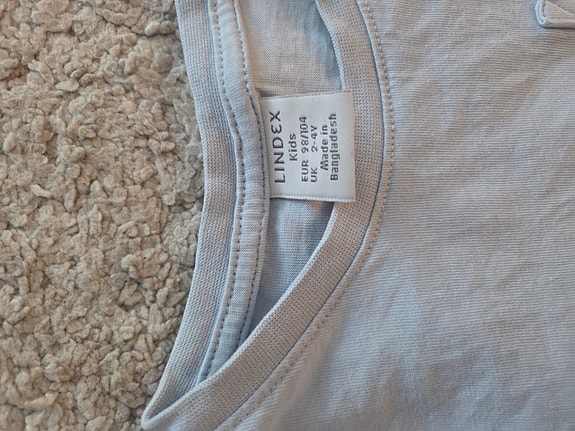 LINDEX
Kids
EUR 98/104
UK 2-4Y
Made in
Bangladesh